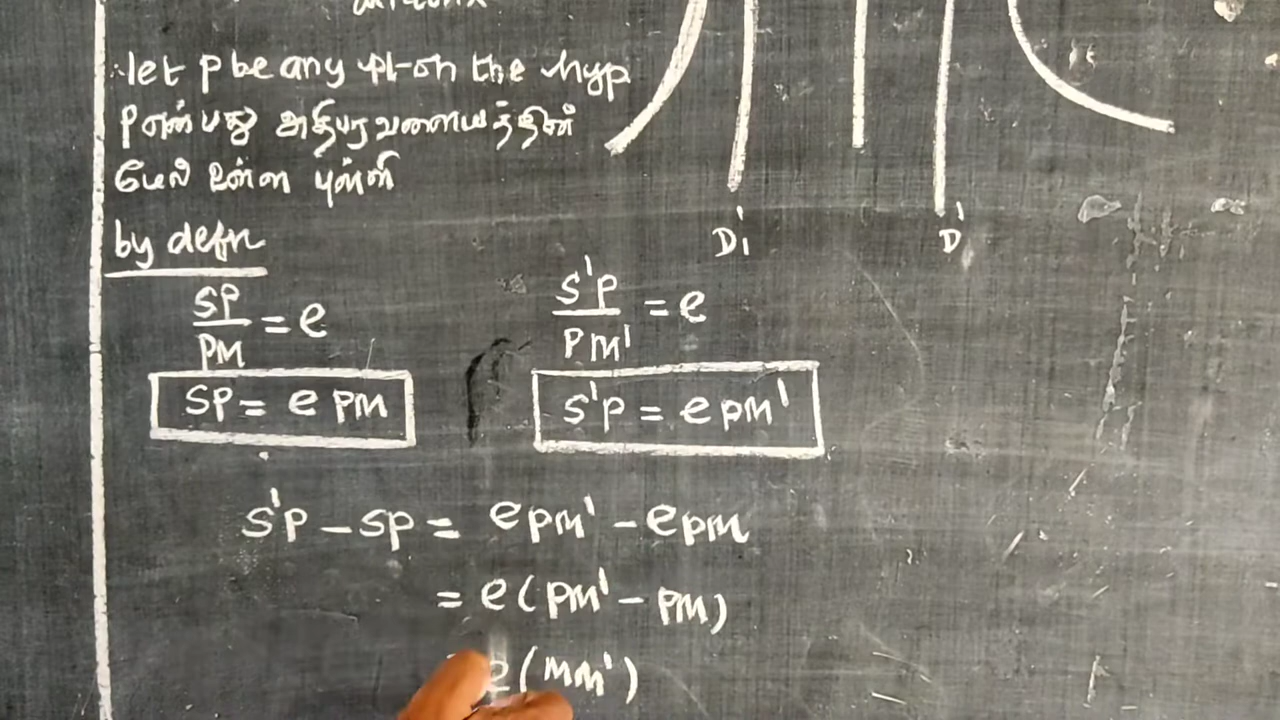 let P be any pt-on the hyp
P என்பது அதிபரவளையத்தின்
மேல் உள்ள புள்ளி
D₁' D'
by defn
SP/PM = e S'P/PM' = e
SP = e PM S'P = e PM'
S'P - SP = ePM' - ePM
= e(PM' - PM)
e(MM')